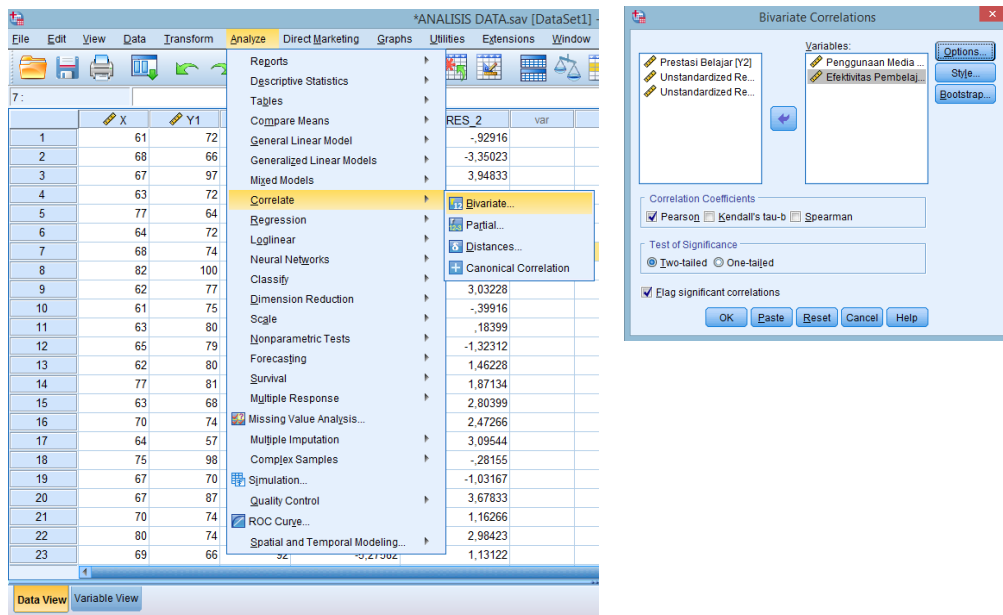 *ANALISIS DATA.sav [DataSet1] -
File Edit View Data Transform Analyze Direct Marketing Graphs Utilities Extensions Window
7 :
X Y1 RES_2 var
1 61 72 -,92916
2 68 66 -3,35023
3 67 97 3,94833
4 63 72
5 77 64
6 64 72
7 68 74
8 82 100
9 62 77 3,03228
10 61 75 -,39916
11 63 80 ,18399
12 65 79 -1,32312
13 62 80 1,46228
14 77 81 1,87134
15 63 68 2,80399
16 70 74 2,47266
17 64 57 3,09544
18 75 98 -,28155
19 67 70 -1,03167
20 67 87 3,67833
21 70 74 1,16266
22 80 74 2,98423
23 69 66 92 1,13122
Reports
Descriptive Statistics
Tables
Compare Means
General Linear Model
Generalized Linear Models
Mixed Models
Correlate
Regression
Loglinear
Neural Networks
Classify
Dimension Reduction
Scale
Nonparametric Tests
Forecasting
Survival
Multiple Response
Missing Value Analysis...
Multiple Imputation
Complex Samples
Simulation...
Quality Control
ROC Curve...
Spatial and Temporal Modeling...
Bivariate...
Partial...
Distances...
Canonical Correlation
Data View Variable View
Bivariate Correlations
Prestasi Belajar [Y2]
Unstandardized Re...
Unstandardized Re...
Variables:
Penggunaan Media ...
Efektivitas Pembelaj...
Options...
Style...
Bootstrap...
Correlation Coefficients
Pearson Kendall's tau-b Spearman
Test of Significance
Two-tailed One-tailed
Flag significant correlations
OK Paste Reset Cancel Help